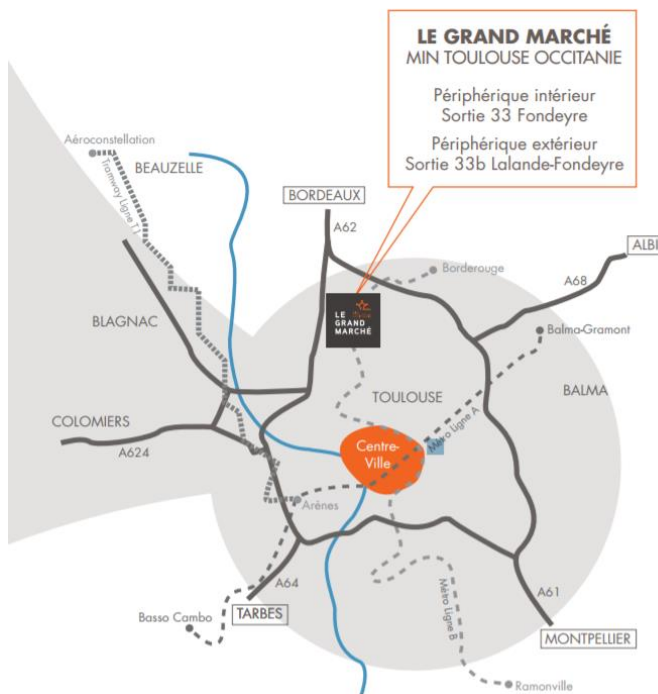 LE GRAND MARCHÉ
MIN TOULOUSE OCCITANIE
Périphérique intérieur
Sortie 33 Fondeyre
Périphérique extérieur
Sortie 33b Lalande-Fondeyre
Aéroconstellation
BEAUZELLE
Tramway Ligne T1
BORDEAUX
A62
ALBI
A68
Borderouge
LE
GRAND
MARCHÉ
Balma-Gramont
BLAGNAC
TOULOUSE
BALMA
COLOMIERS
A624
Métro Ligne A
Centre-
Ville
Arènes
A64
TARBES
Basso Cambo
Métro Ligne B
A61
MONTPELLIER
Ramonville